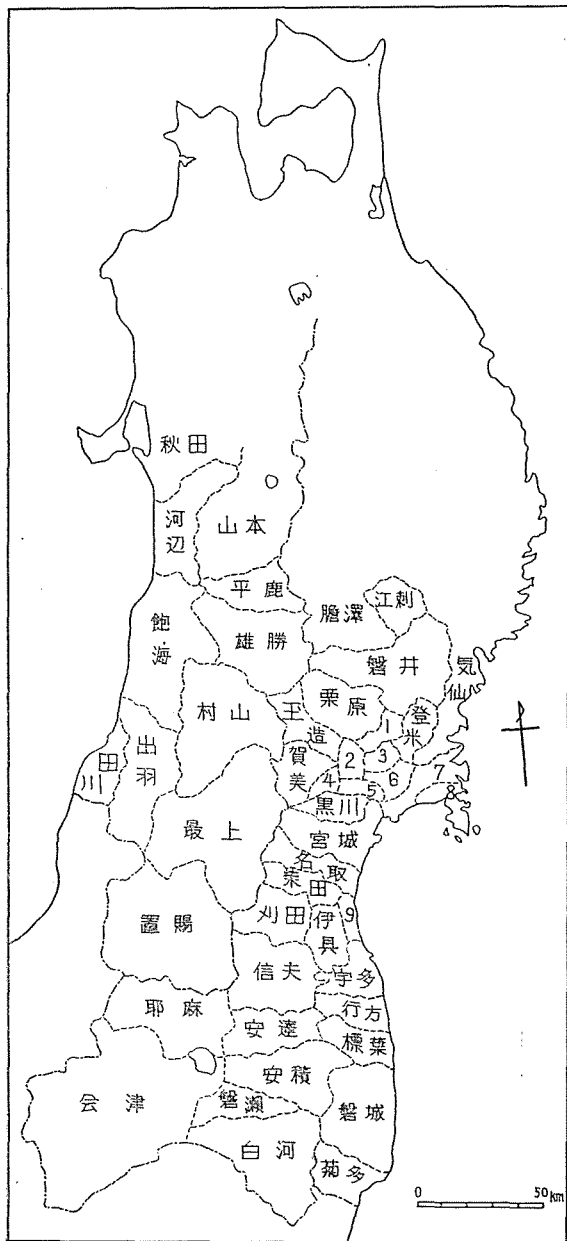 秋田
河辺
山本
平鹿
飽海
雄勝
膽澤
江刺
磐井
気仙
栗原
登米
村山
玉造
1
2
3
賀美
4
5
6
7
8
出羽
田川
黒川
最上
宮城
名取
柴田
刈田
伊具
9
置賜
信夫
宇多
行方
耶麻
安達
標葉
安積
会津
磐瀬
磐城
白河
菊多
0 50km